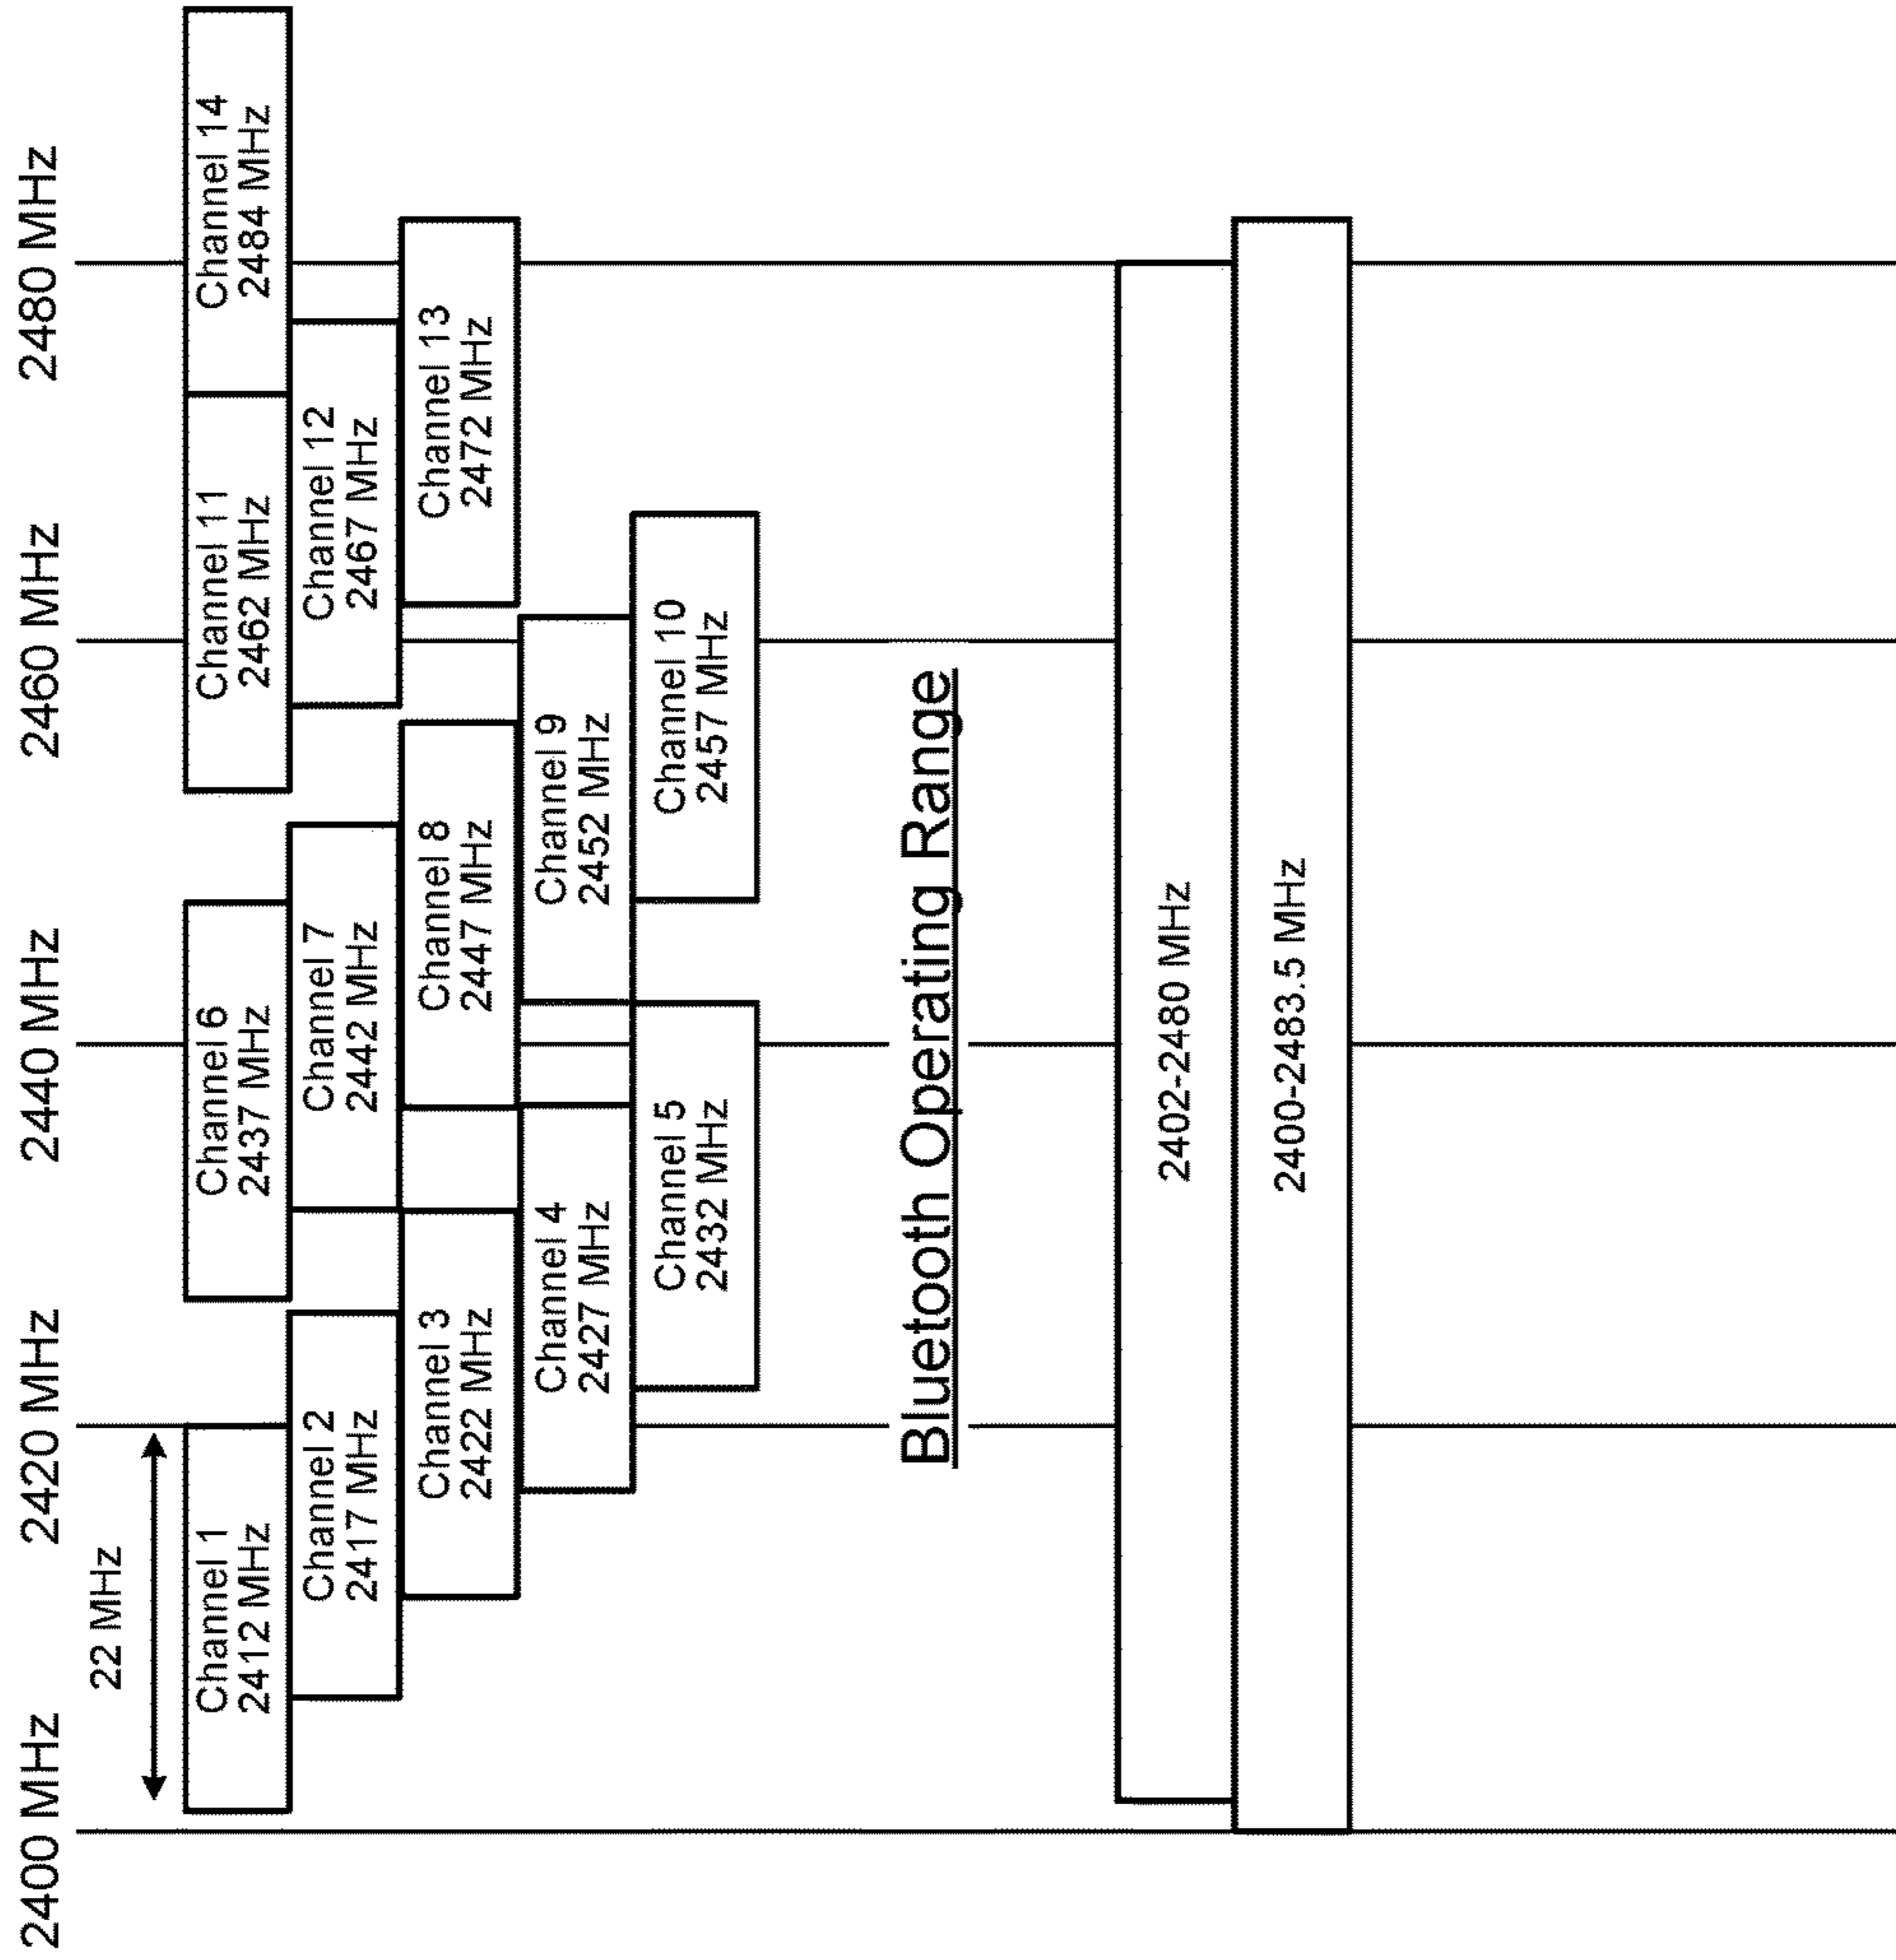 2400 MHz
2420 MHz
2440 MHz
2460 MHz
2480 MHz
22 MHz
Channel 1
2412 MHz
Channel 6
2437 MHz
Channel 11
2462 MHz
Channel 14
2484 MHz
Channel 2
2417 MHz
Channel 7
2442 MHz
Channel 12
2467 MHz
Channel 3
2422 MHz
Channel 8
2447 MHz
Channel 13
2472 MHz
Channel 4
2427 MHz
Channel 9
2452 MHz
Channel 5
2432 MHz
Channel 10
2457 MHz
Bluetooth Operating Range
2402-2480 MHz
2400-2483.5 MHz